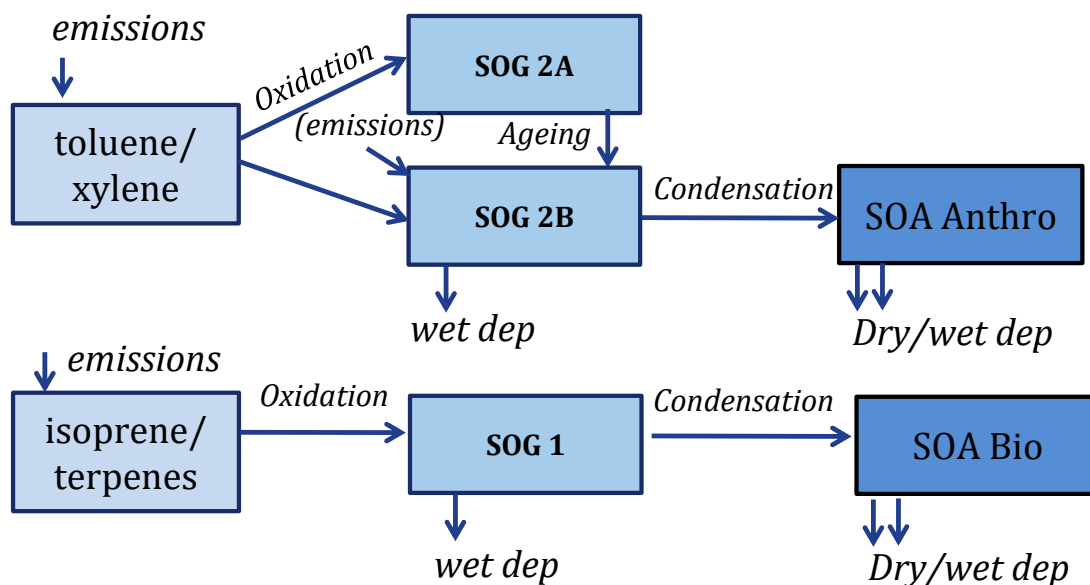 emissions
toluene/
xylene
Oxidation
(emissions)
SOG 2A
Ageing
SOG 2B
wet dep
Condensation
SOA Anthro
Dry/wet dep
emissions
isoprene/
terpenes
Oxidation
SOG 1
wet dep
Condensation
SOA Bio
Dry/wet dep